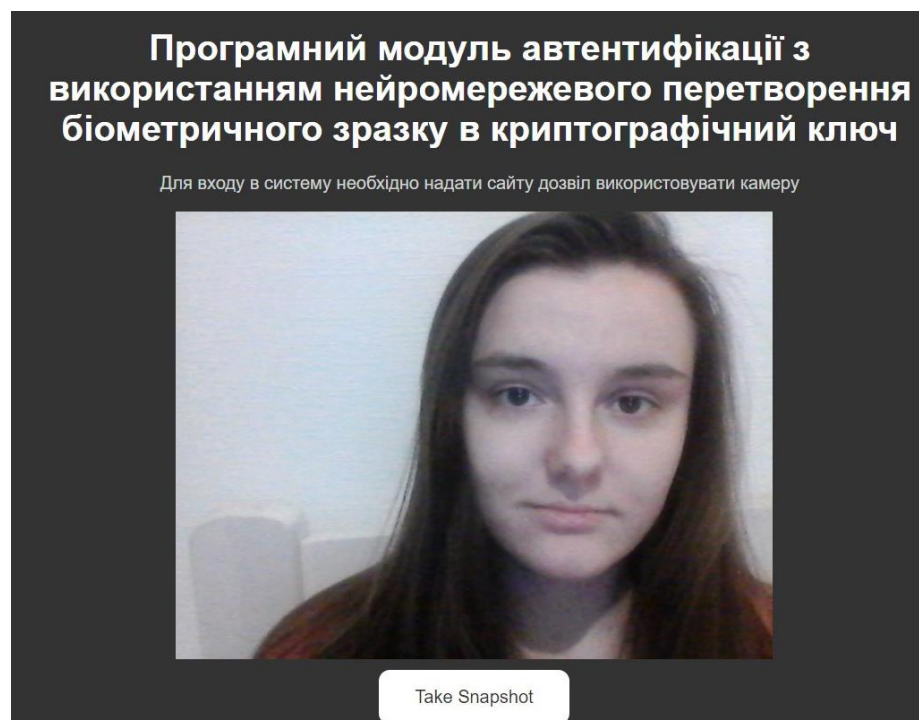 Програмний модуль автентифікації з
використанням нейромережевого перетворення
біометричного зразку в криптографічний ключ
Для входу в систему необхідно надати сайту дозвіл використовувати камеру
Take Snapshot